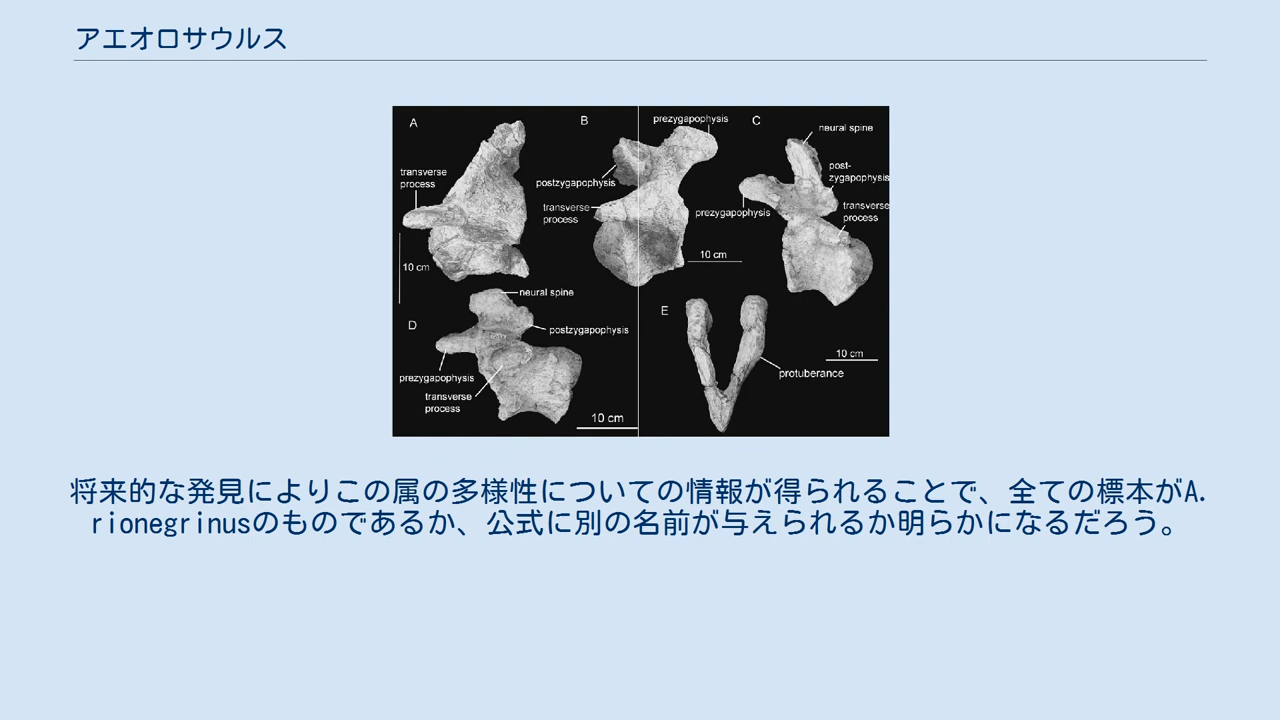 アエオロサウルス
A
transverse
process
10 cm
B
prezygapophysis
postzygapophysis
transverse
process
10 cm
C
neural spine
post-
zygapophysis
prezygapophysis
transverse
process
D
neural spine
postzygapophysis
prezygapophysis
transverse
process
10 cm
E
10 cm
protuberance
将来的な発見によりこの属の多様性についての情報が得られることで、全ての標本がA.
rionegrinusのものであるか、公式に別の名前が与えられるか明らかになるだろう。